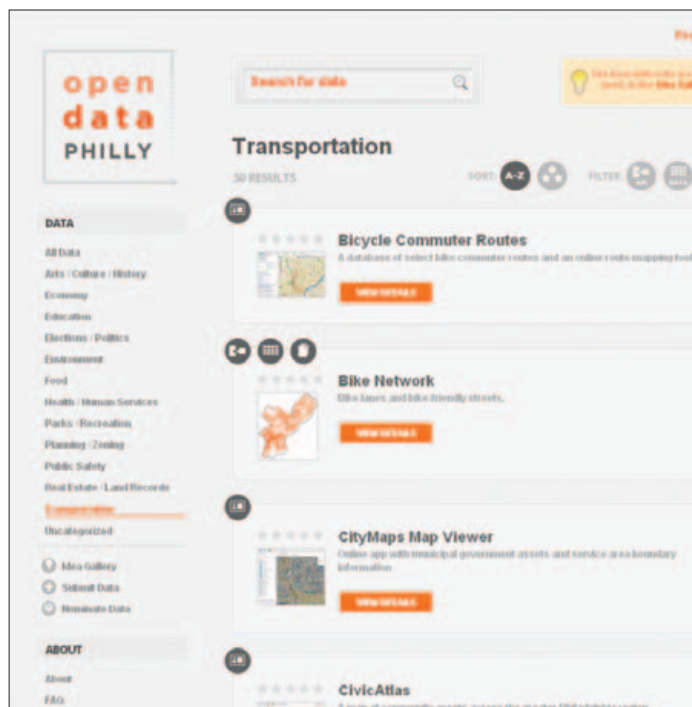 open
data
PHILLY
Search for data
Transportation
30 RESULTS
SORT: A-Z
FILTER:
DATA
All Data
Arts / Culture / History
Economy
Education
Elections / Politics
Environment
Food
Health / Human Services
Parks / Recreation
Planning / Zoning
Public Safety
Real Estate / Land Records
Transportation
Uncategorized
Idea Gallery
Submit Data
Nominate Data
ABOUT
About
FAQ
Bicycle Commuter Routes
A database of select bike commuter routes and an online route mapping tool
VIEW DETAILS
Bike Network
Bike lanes and bike friendly streets.
VIEW DETAILS
CityMaps Map Viewer
Online app with municipal government assets and service area boundary
information
VIEW DETAILS
CivicAtlas